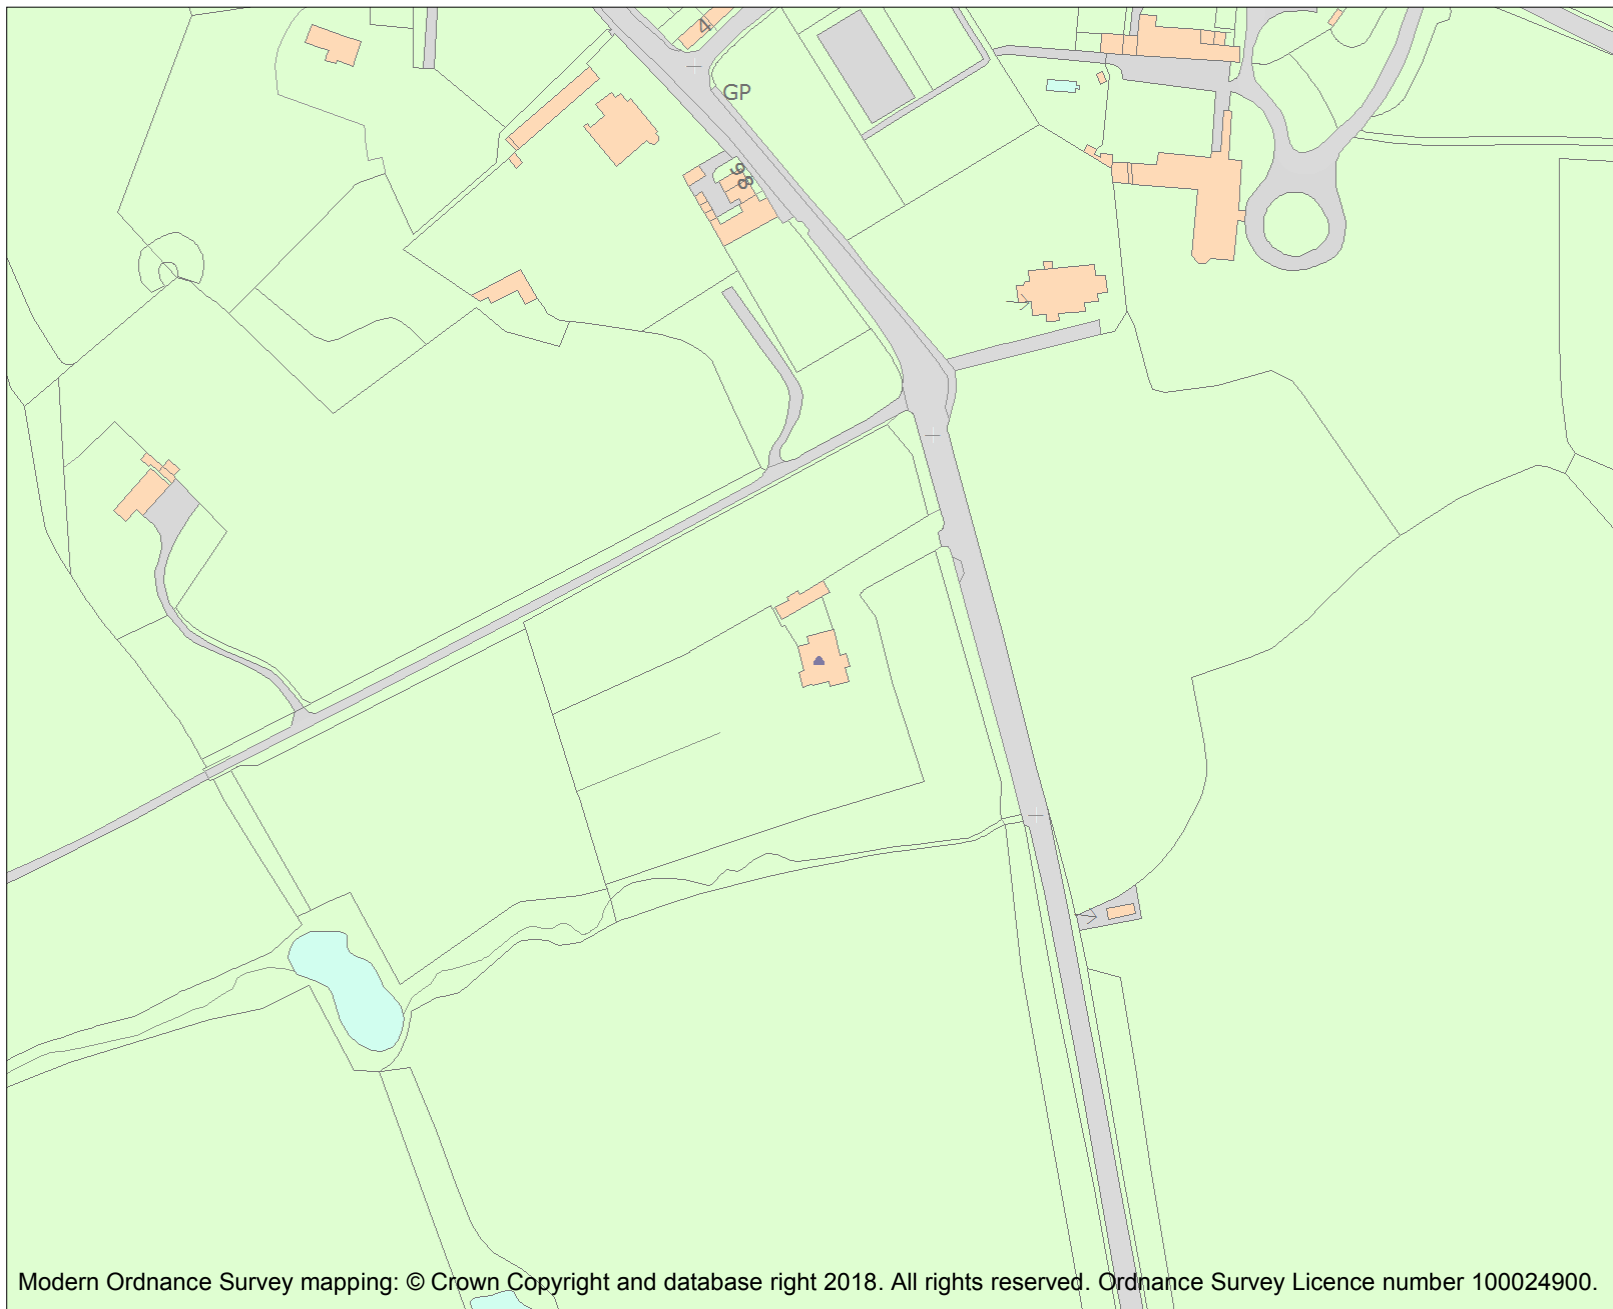 4
GP
98
Modern Ordnance Survey mapping: © Crown Copyright and database right 2018. All rights reserved. Ordnance Survey Licence number 100024900.